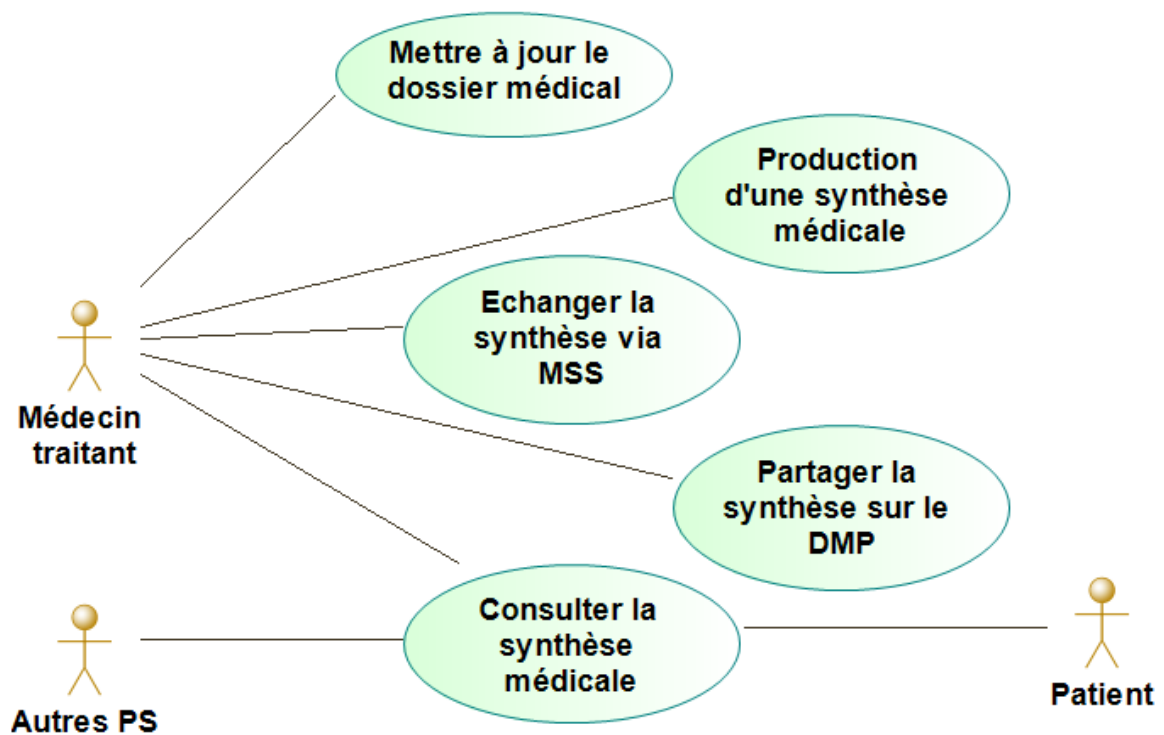 Mettre à jour le
dossier médical
Production
d'une synthèse
médicale
Echanger la
synthèse via
MSS
Médecin
traitant
Partager la
synthèse sur le
DMP
Consulter la
synthèse
médicale
Autres PS
Patient